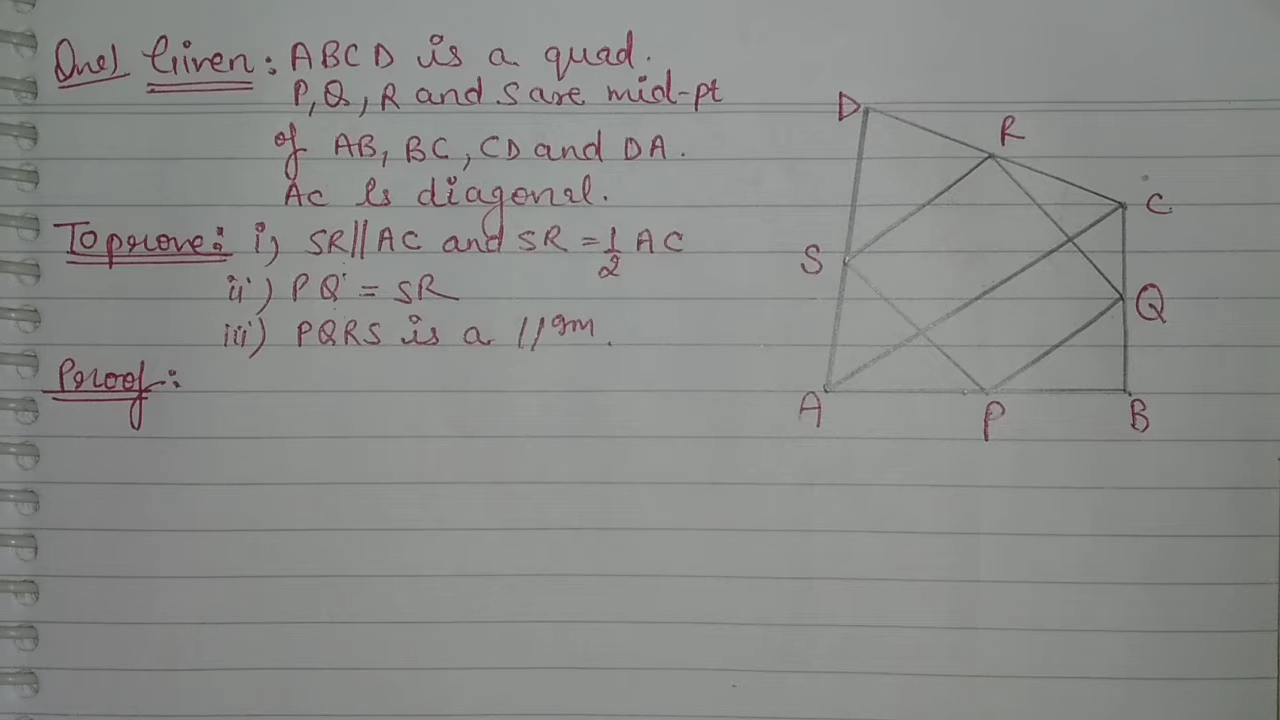 Que1 Given: ABCD is a quad.
P, Q, R and S are mid-pt
of AB, BC, CD and DA.
AC is diagonal.
To prove: i) SR || AC and SR = 1/2 AC
ii) PQ = SR
iii) PQRS is a ||gm.
Proof:
D
R
C
S
Q
A
P
B